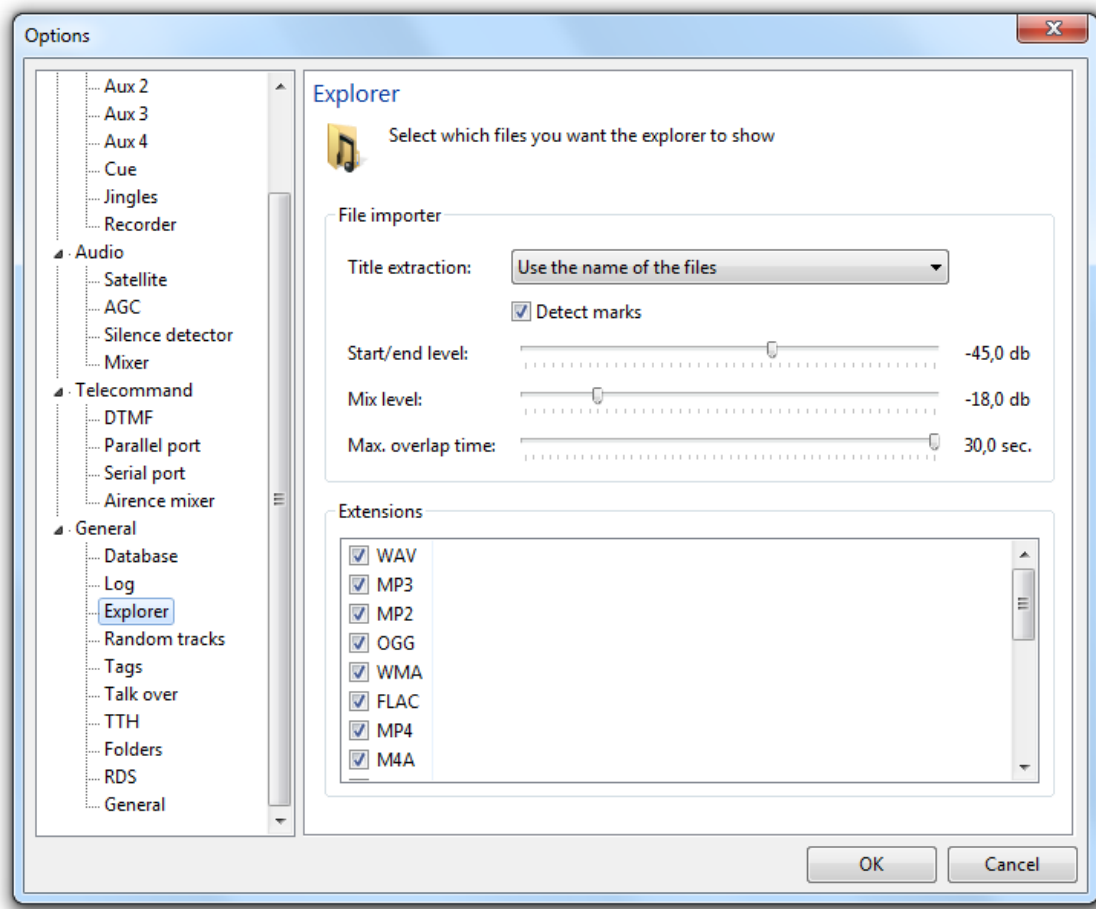 Options
Aux 2
Aux 3
Aux 4
Cue
Jingles
Recorder
Audio
Satellite
AGC
Silence detector
Mixer
Telecommand
DTMF
Parallel port
Serial port
Airence mixer
General
Database
Log
Explorer
Random tracks
Tags
Talk over
TTH
Folders
RDS
General
Explorer
Select which files you want the explorer to show
File importer
Title extraction: Use the name of the files
Detect marks
Start/end level: -45,0 db
Mix level: -18,0 db
Max. overlap time: 30,0 sec.
Extensions
WAV
MP3
MP2
OGG
WMA
FLAC
MP4
M4A
OK Cancel